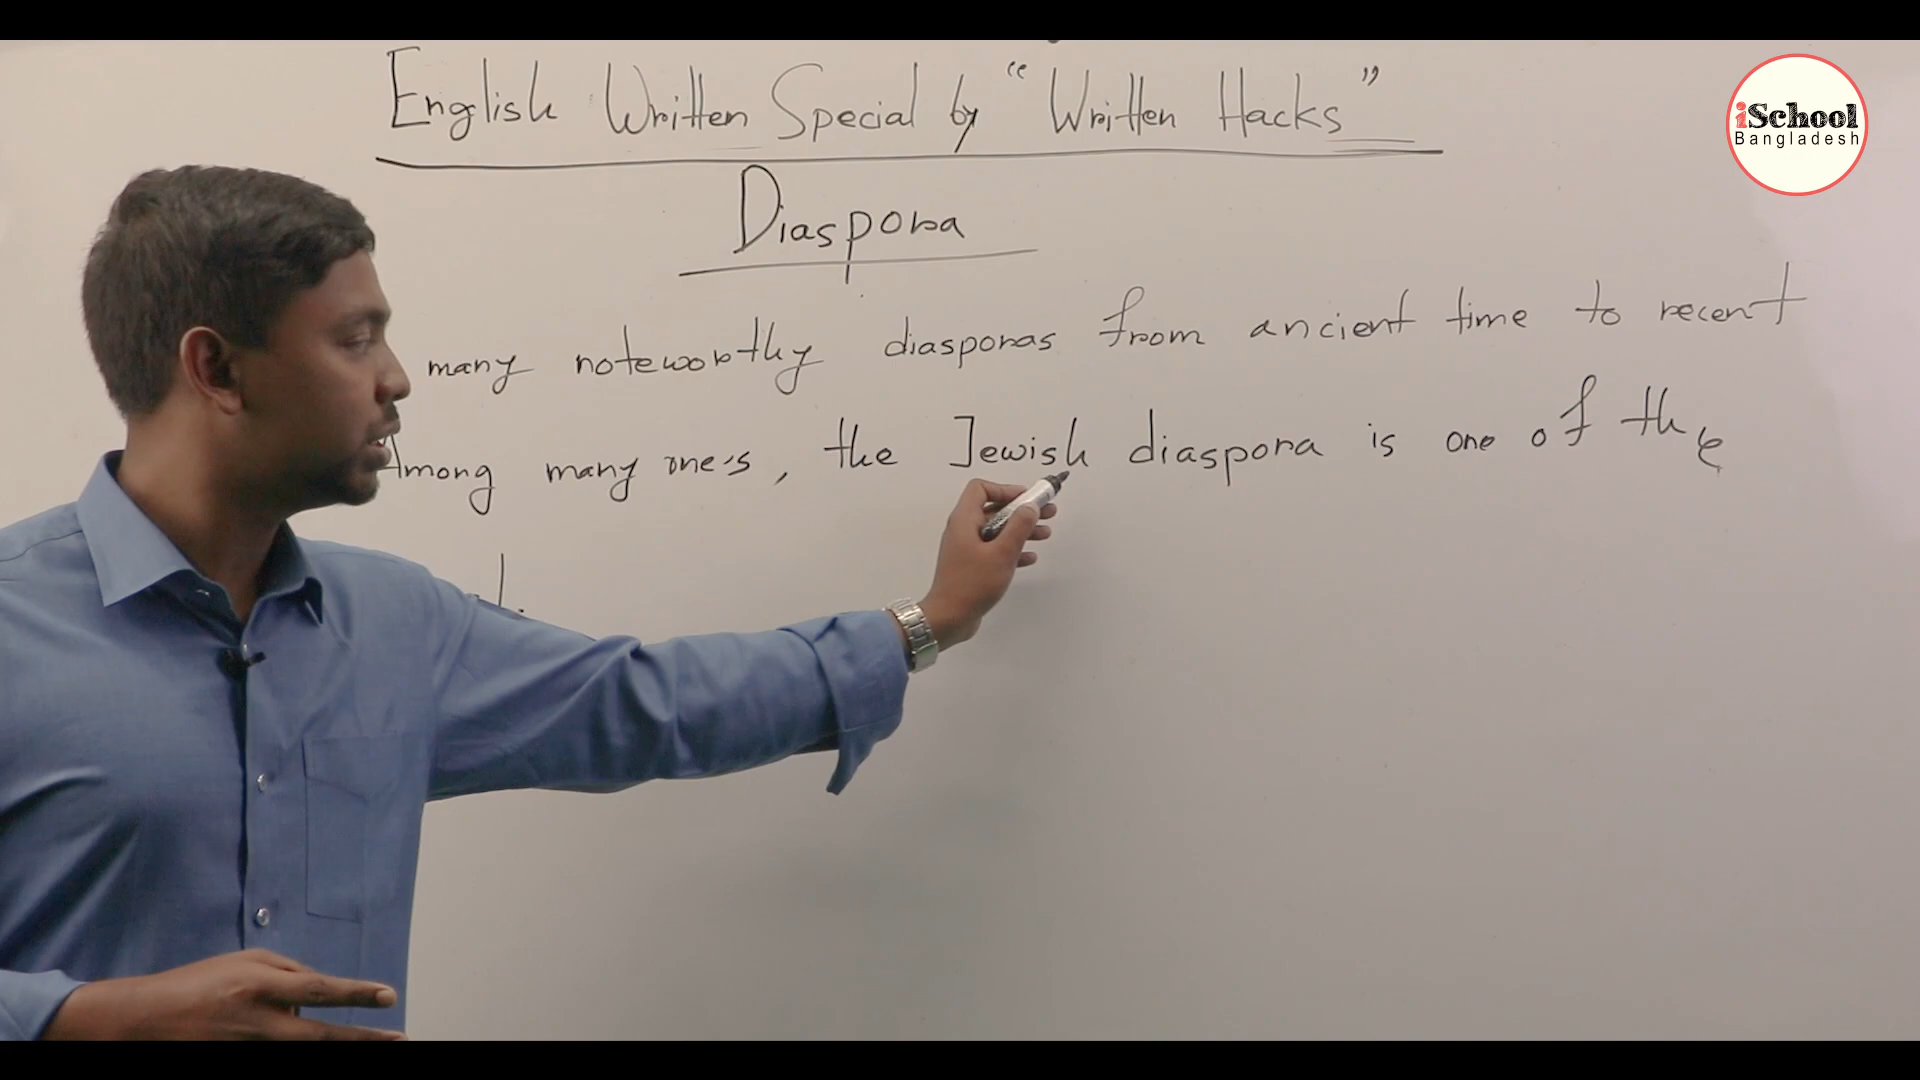 English Written Special by "Written Hacks"
iSchool
Bangladesh
Diaspora
many noteworthy diasporas from ancient time to recent
Among many one's, the Jewish diaspora is one of the